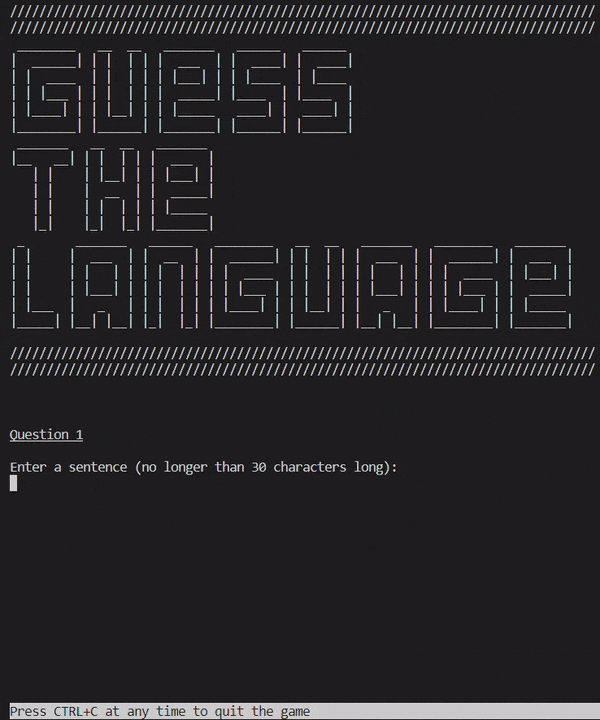 GUESS
THE
LANGUAGE
Question 1
Enter a sentence (no longer than 30 characters long):
Press CTRL+C at any time to quit the game